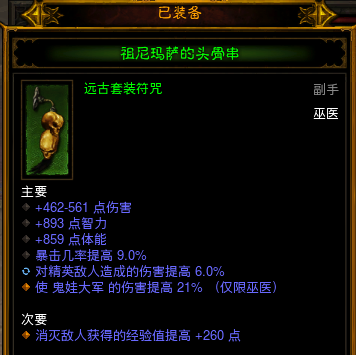 已装备
祖尼玛萨的头骨串
远古套装符咒
副手
巫医
主要
+462-561 点伤害
+893 点智力
+859 点体能
暴击几率提高 9.0%
对精英敌人造成的伤害提高 6.0%
使 鬼娃大军 的伤害提高 21% （仅限巫医）
次要
消灭敌人获得的经验值提高 +260 点